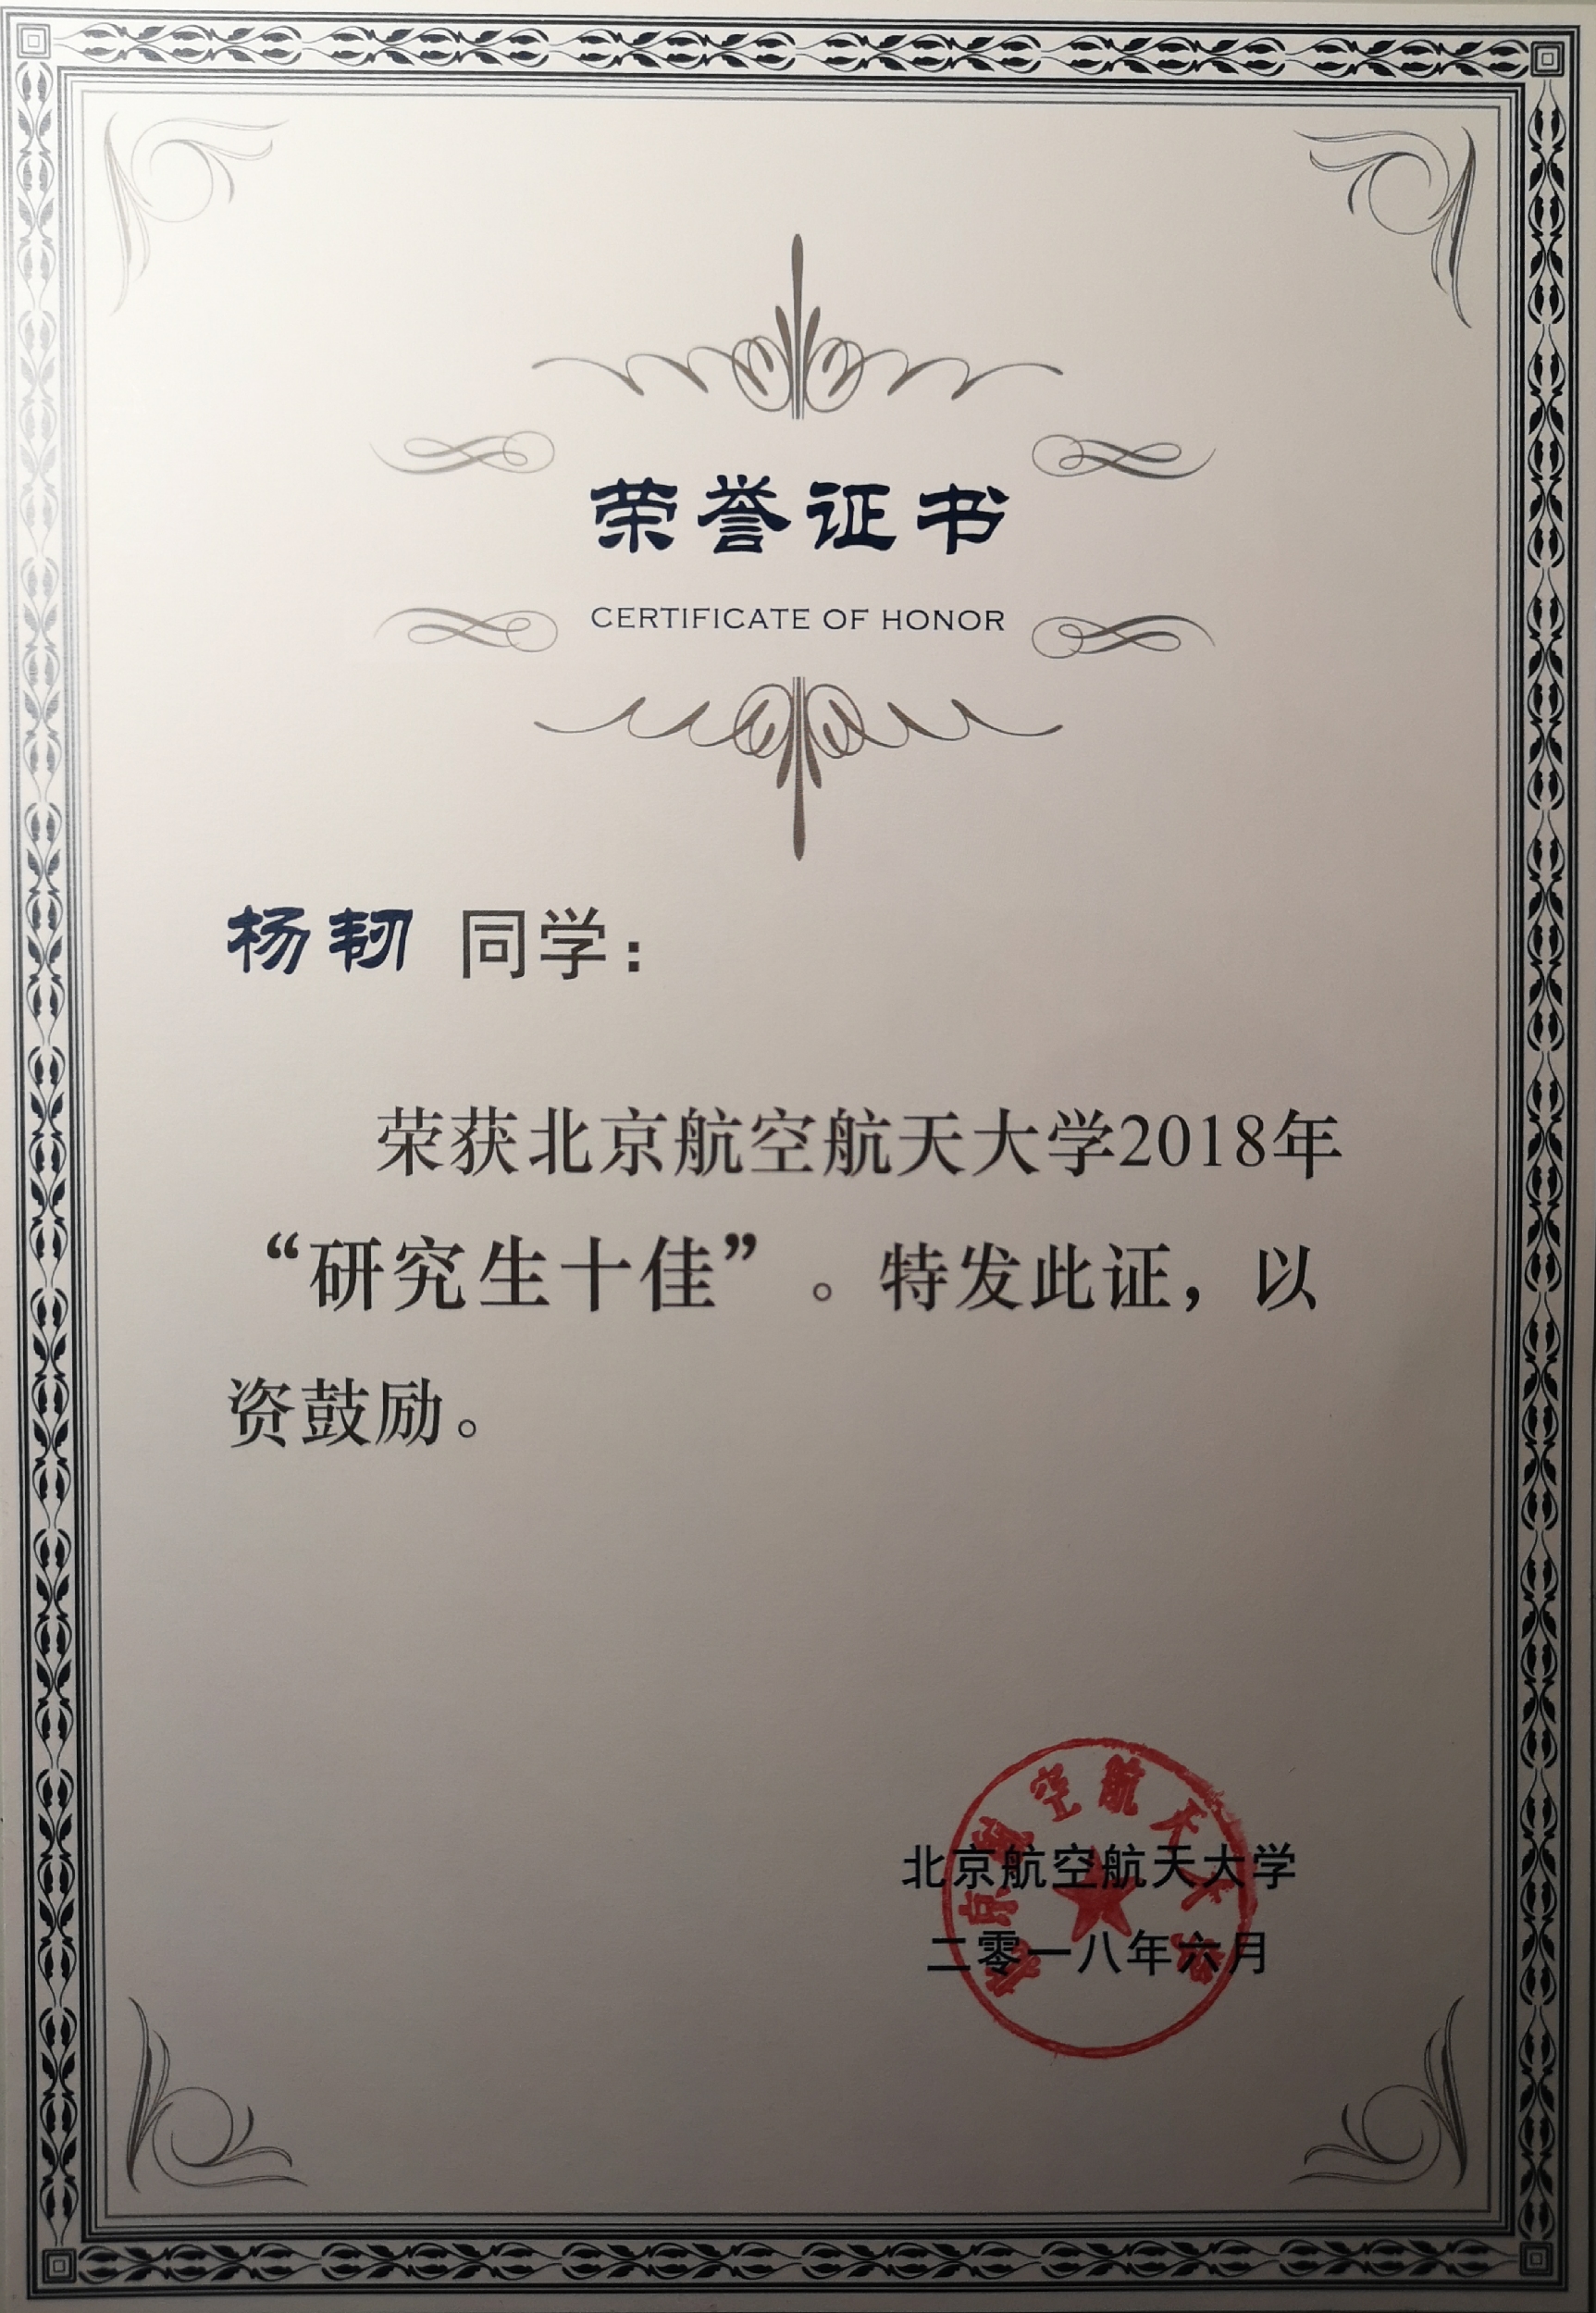 荣誉证书
CERTIFICATE OF HONOR
杨韧 同学：
荣获北京航空航天大学2018年
“研究生十佳”。特发此证，以
资鼓励。
北京航空航天大学
北京航空航天大学
二零一八年六月